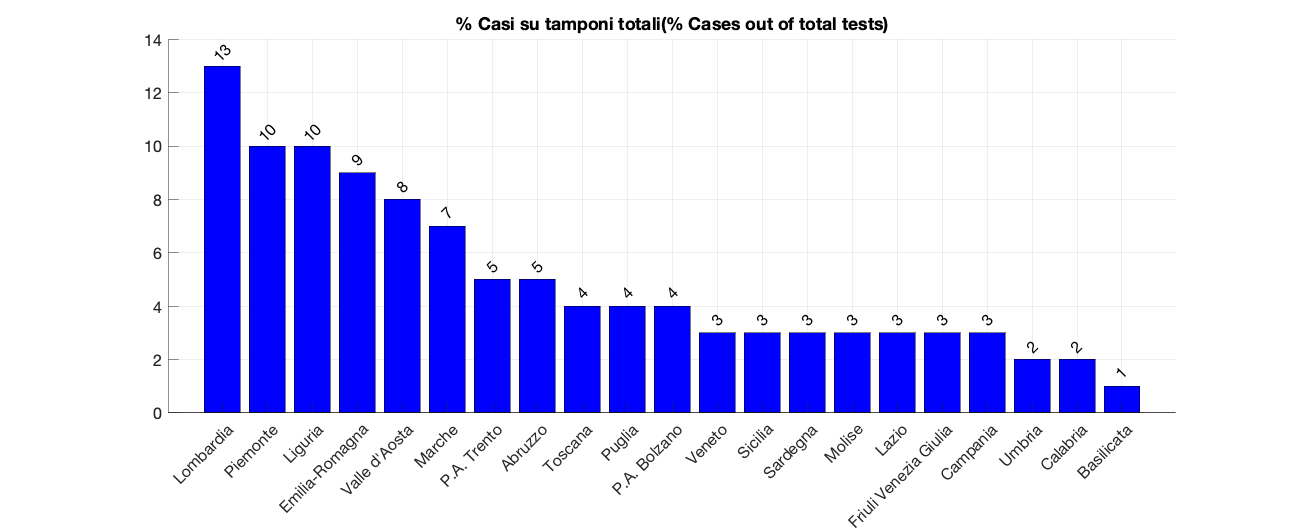 % Casi su tamponi totali(% Cases out of total tests)
14
12
10
8
6
4
2
0
13
10
10
9
8
7
5
5
4
4
4
3
3
3
3
3
3
3
2
2
1
Lombardia
Piemonte
Liguria
Emilia-Romagna
Valle d'Aosta
Marche
P.A. Trento
Abruzzo
Toscana
Puglia
P.A. Bolzano
Veneto
Sicilia
Sardegna
Molise
Lazio
Friuli Venezia Giulia
Campania
Umbria
Calabria
Basilicata